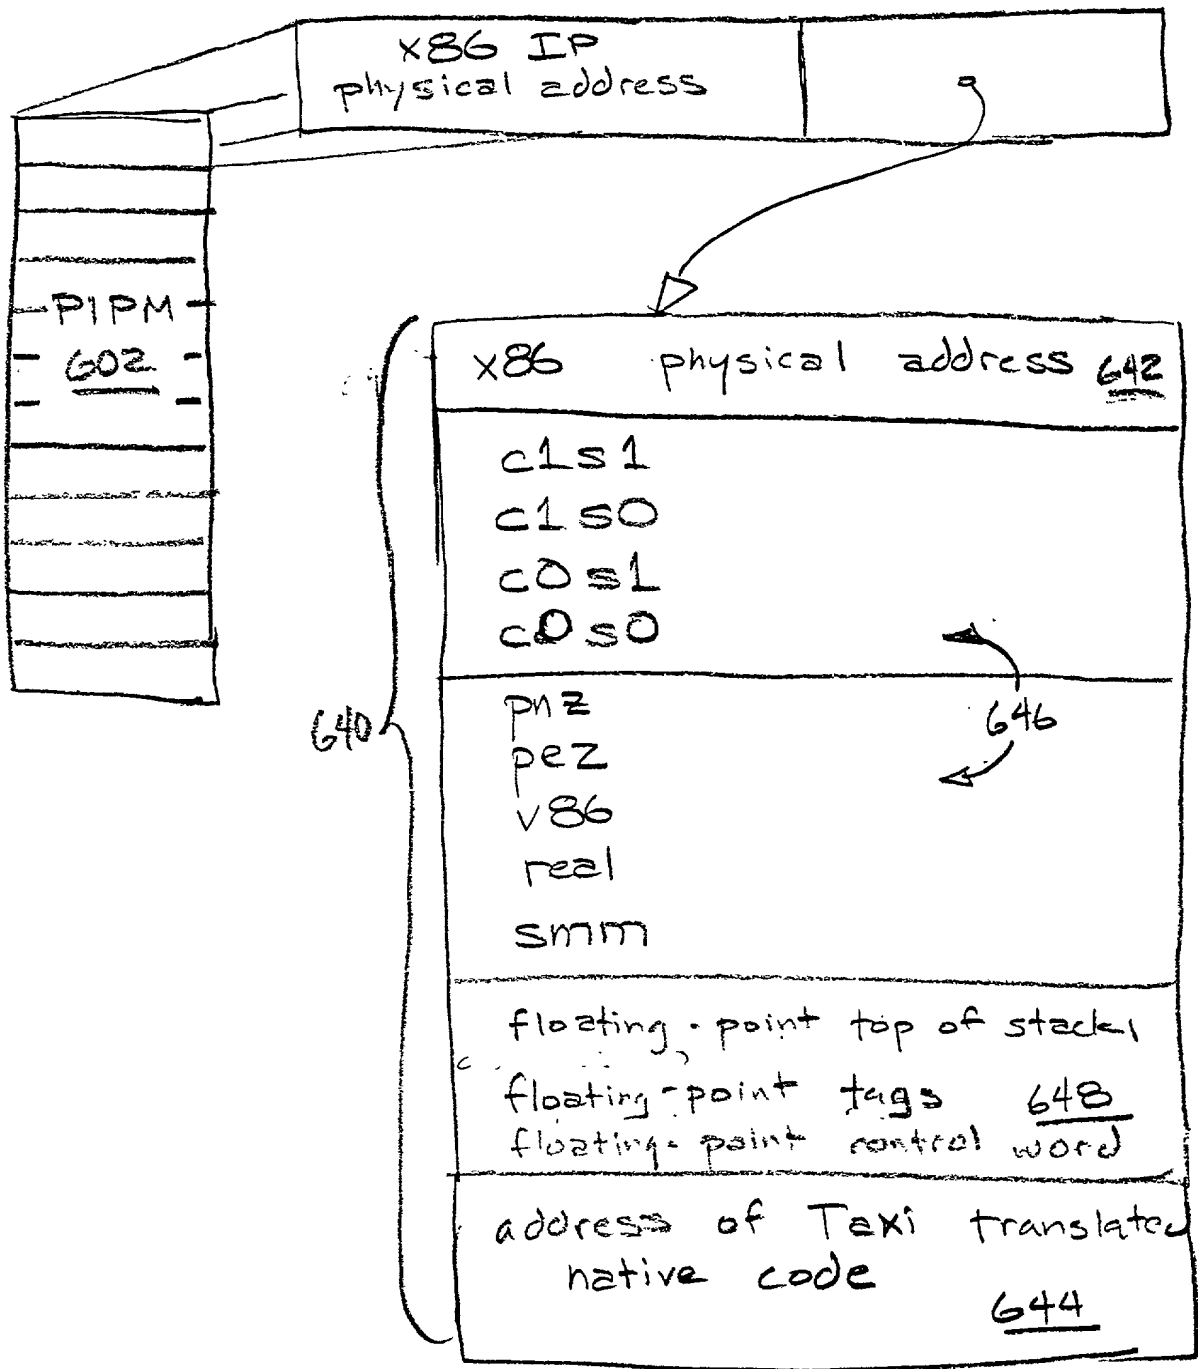 x86 IP
physical address
PIPM
602
x86 physical address 642
c1s1
c1s0
c0s1
c0s0
646
pnz
pez
v86
real
smm
640
floating-point top of stack
floating-point tags 648
floating-point control word
address of Taxi translated
native code
644